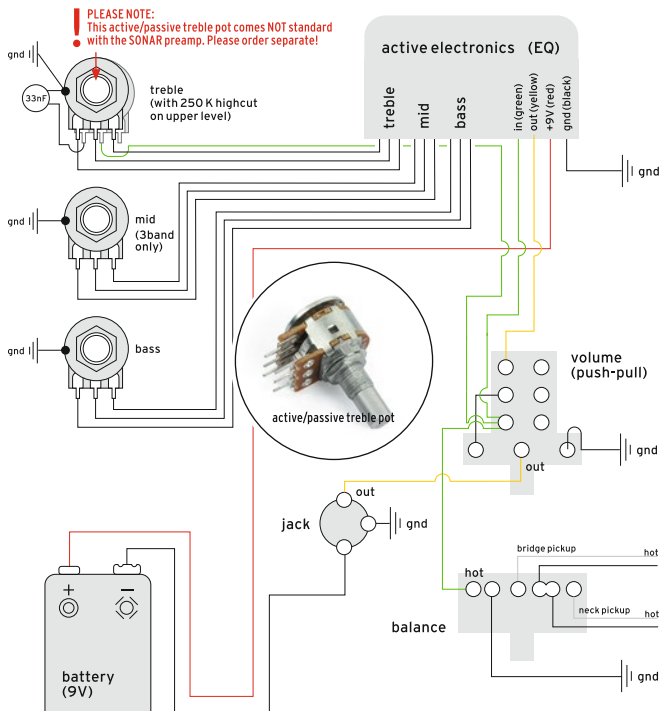 PLEASE NOTE:
This active/passive treble pot comes NOT standard
with the SONAR preamp. Please order separate!
gnd
33nF
treble
(with 250 K highcut
on upper level)
active electronics (EQ)
treble
mid
bass
in (green)
out (yellow)
+9V (red)
gnd (black)
gnd
gnd
mid
(3band
only)
gnd
bass
active/passive treble pot
volume
(push-pull)
gnd
out
out
jack
gnd
bridge pickup
hot
hot
neck pickup
hot
balance
gnd
+
−
battery
(9V)